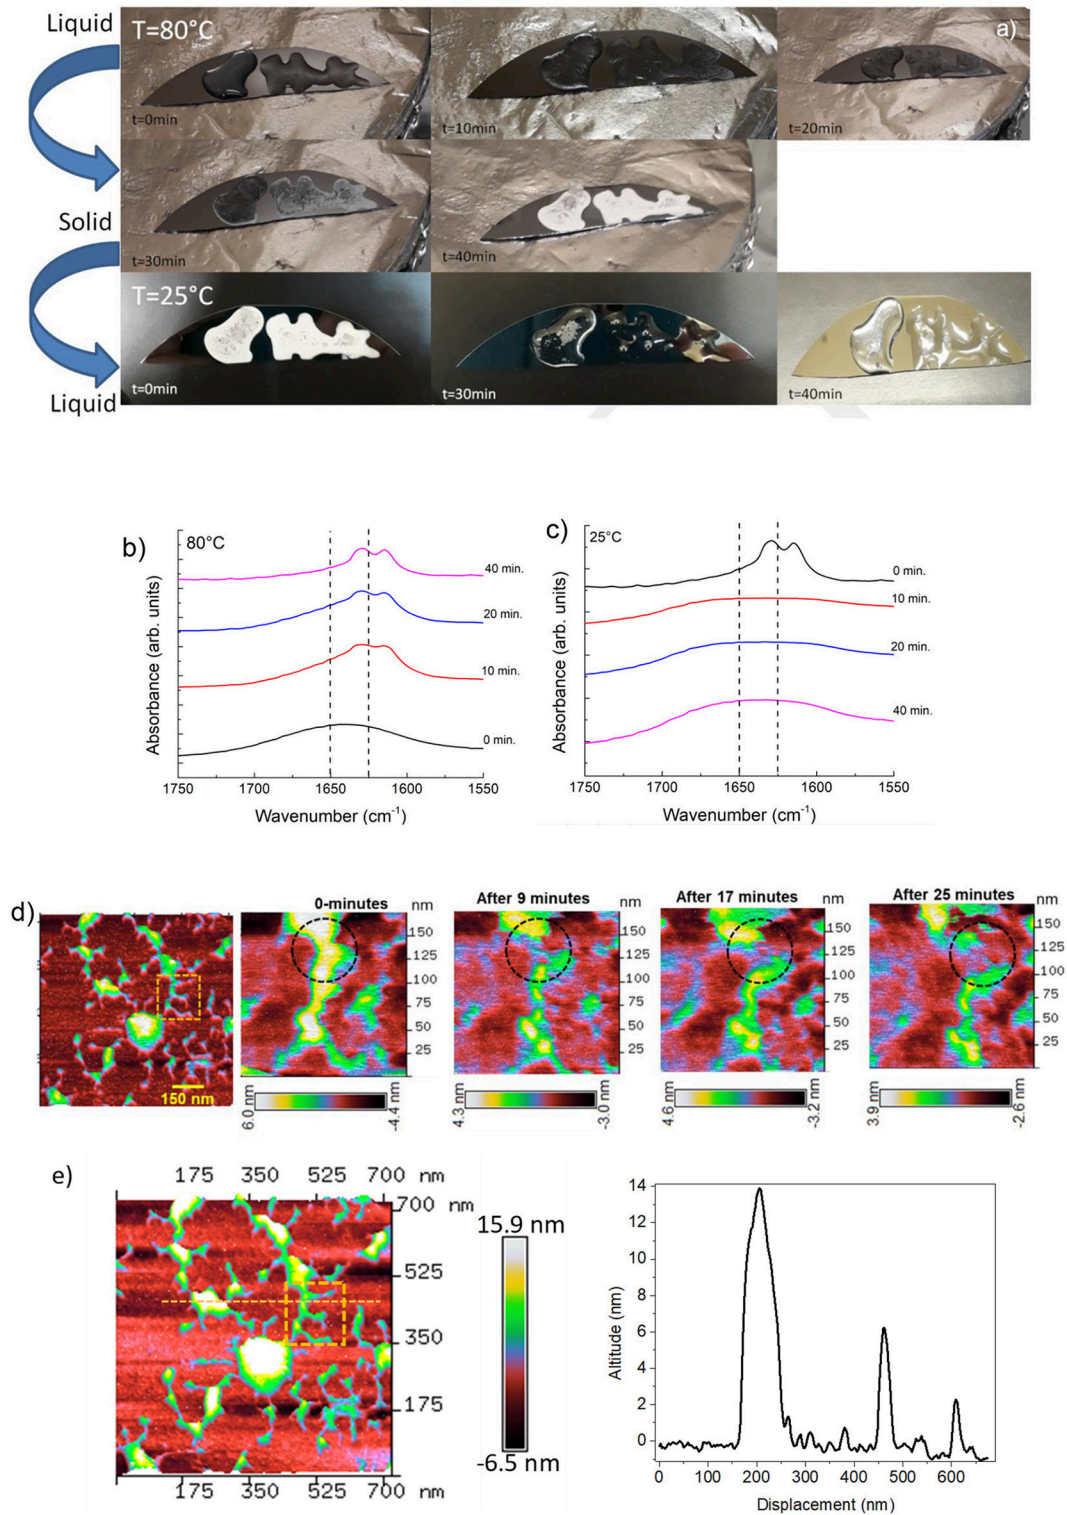 Liquid
T=80°C
a)
t=0min
t=10min
t=20min
Solid
t=30min
t=40min
T=25°C
t=0min
t=30min
t=40min
Liquid
b)
80°C
40 min.
20 min.
10 min.
0 min.
Absorbance (arb. units)
1750 1700 1650 1600 1550
Wavenumber (cm-1)
c)
25°C
0 min.
10 min.
20 min.
40 min.
Absorbance (arb. units)
1750 1700 1650 1600 1550
Wavenumber (cm-1)
d)
150 nm
0-minutes
nm
150
125
100
75
50
25
6.0 nm
-4.4 nm
After 9 minutes
nm
150
125
100
75
50
25
4.3 nm
-3.0 nm
After 17 minutes
nm
150
125
100
75
50
25
4.6 nm
-3.2 nm
After 25 minutes
nm
150
125
100
75
50
25
3.9 nm
-2.6 nm
e)
175 350 525 700 nm
700 nm
525
350
175
175 350 525 700 nm
15.9 nm
-6.5 nm
14
12
10
8
6
4
2
0
Altitude (nm)
0 100 200 300 400 500 600
Displacement (nm)